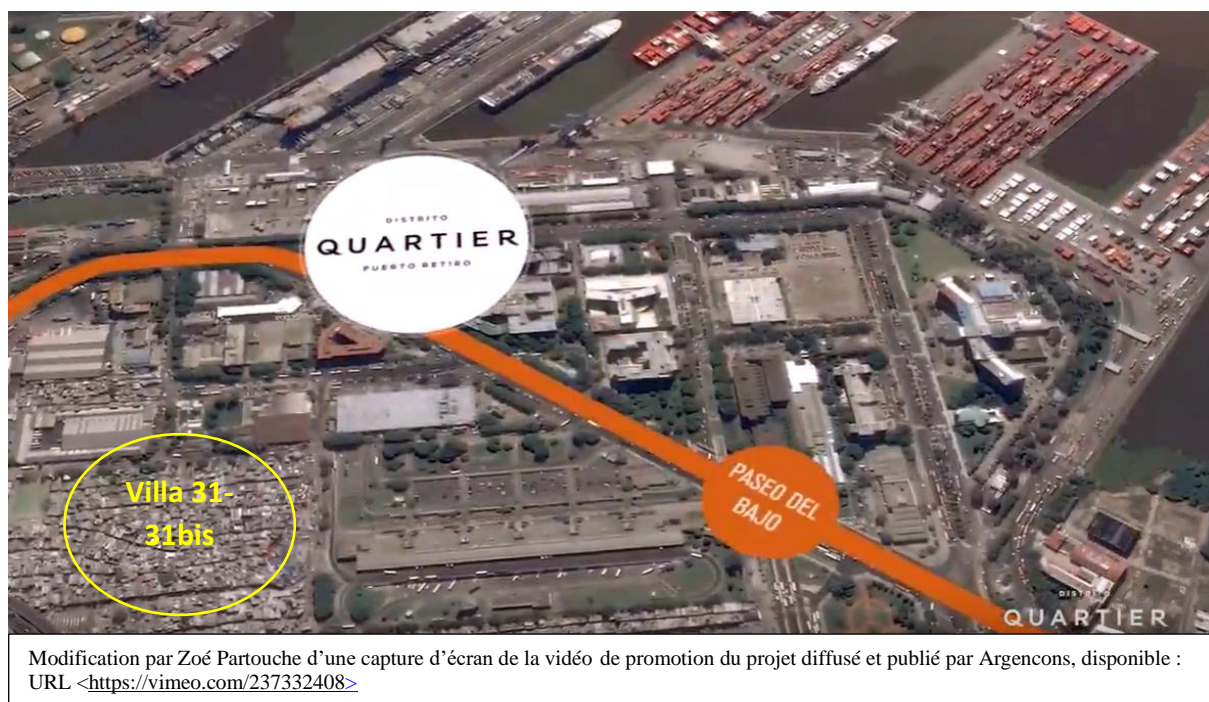 DISTRITO
QUARTIER
PUERTO RETIRO
Villa 31-
31bis
PASEO DEL
BAJO
DISTRITO
QUARTIER
Modification par Zoé Partouche d’une capture d’écran de la vidéo de promotion du projet diffusé et publié par Argencons, disponible :
URL <https://vimeo.com/237332408>